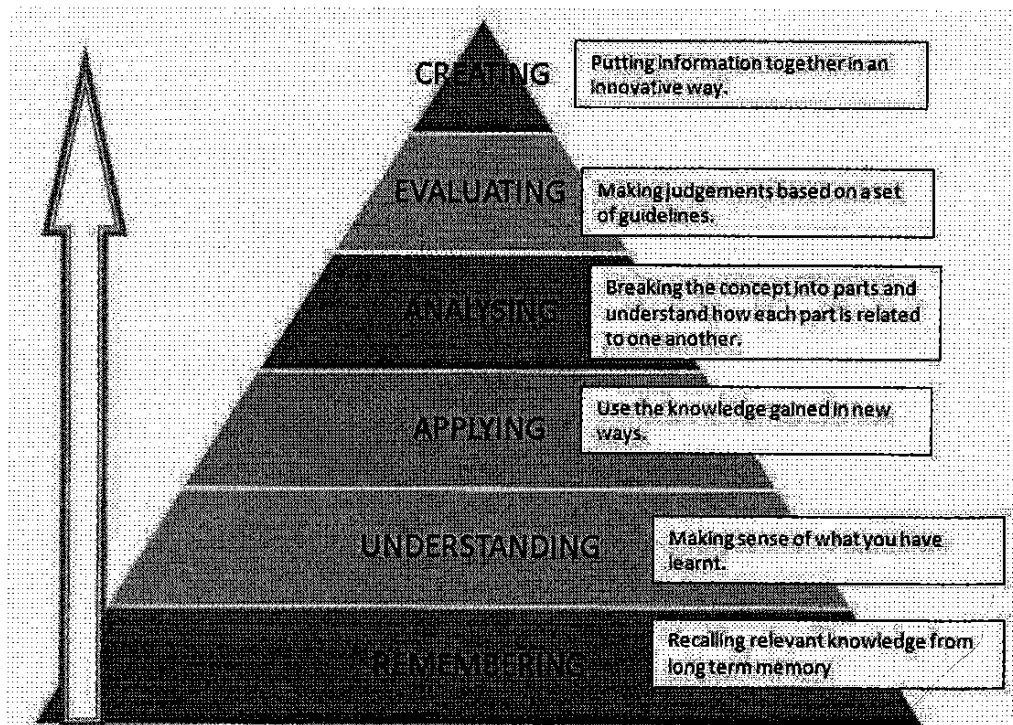 CREATING
Putting information together in an
innovative way.
EVALUATING
Making judgements based on a set
of guidelines.
ANALYSING
Breaking the concept into parts and
understand how each part is related
to one another.
APPLYING
Use the knowledge gained in new
ways.
UNDERSTANDING
Making sense of what you have
learnt.
REMEMBERING
Recalling relevant knowledge from
long term memory